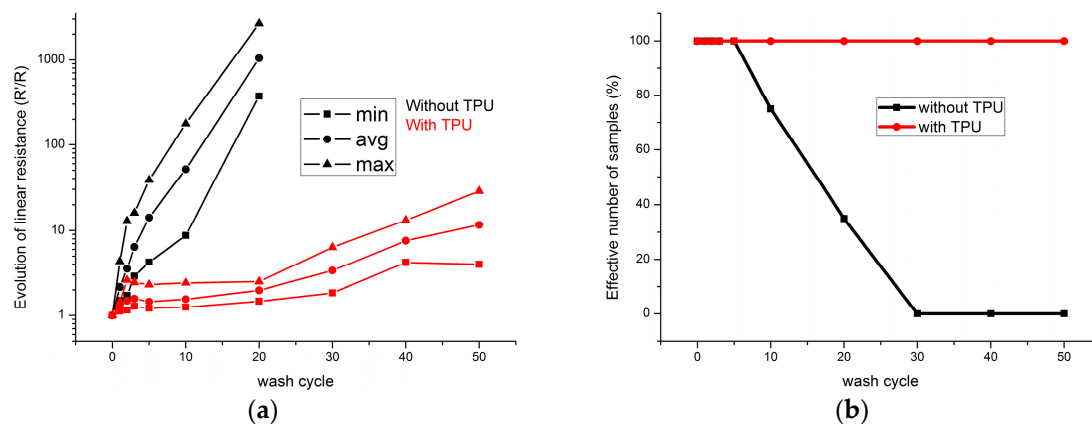 Evolution of linear resistance (R'/R)
1000
100
10
1
min
avg
max
Without TPU
With TPU
0
10
20
30
40
50
wash cycle
(a)
Effective number of samples (%)
100
80
60
40
20
0
without TPU
with TPU
0
10
20
30
40
50
wash cycle
(b)